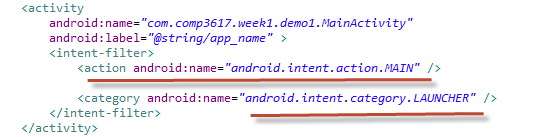 <activity
android:name="com.comp3617.week1.demo1.MainActivity"
android:label="@string/app_name" >
<intent-filter>
<action android:name="android.intent.action.MAIN" />
<category android:name="android.intent.category.LAUNCHER" />
</intent-filter>
</activity>